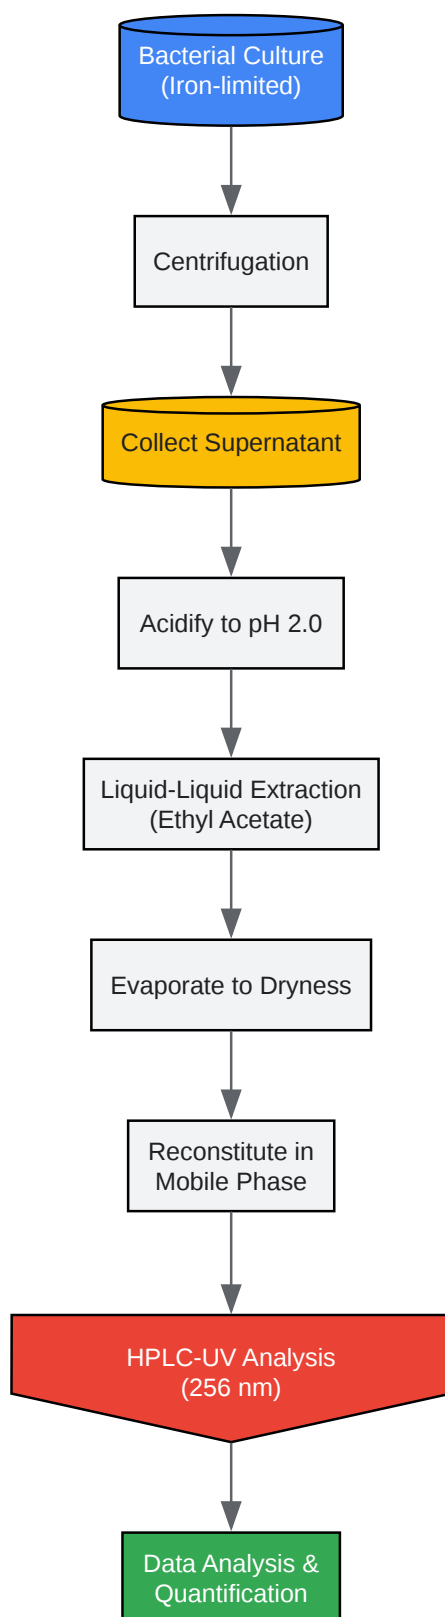 Bacterial Culture
(Iron-limited)
Centrifugation
Collect Supernatant
Acidify to pH 2.0
Liquid-Liquid Extraction
(Ethyl Acetate)
Evaporate to Dryness
Reconstitute in
Mobile Phase
HPLC-UV Analysis
(256 nm)
Data Analysis &
Quantification